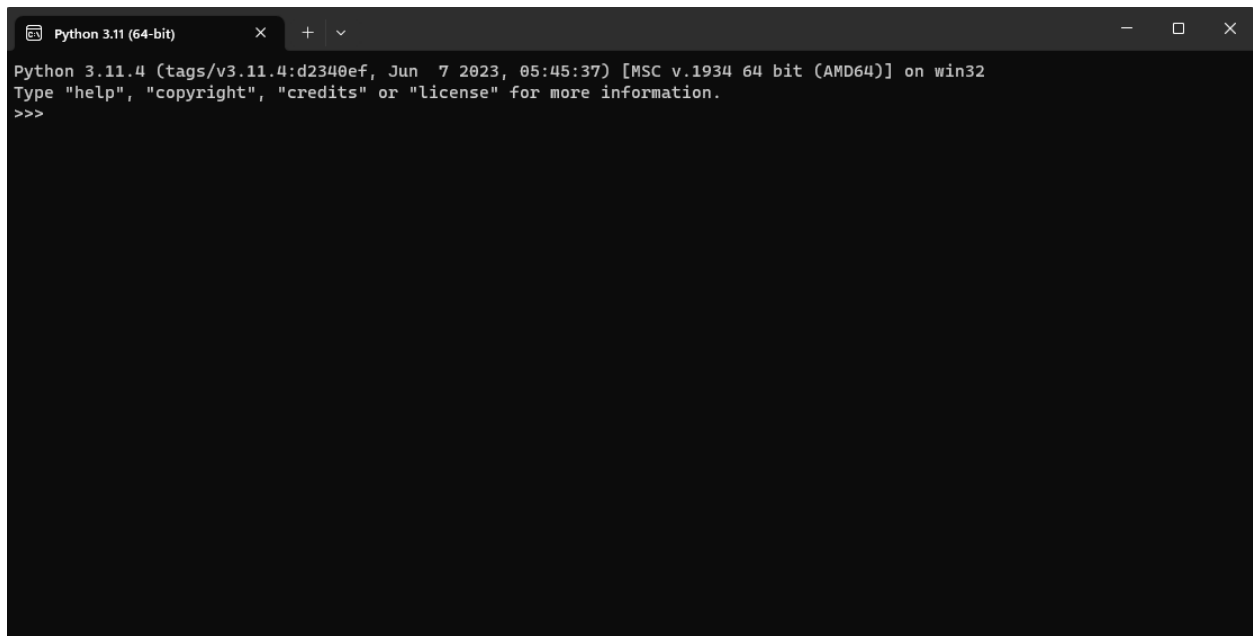 Python 3.11 (64-bit)
Python 3.11.4 (tags/v3.11.4:d2340ef, Jun  7 2023, 05:45:37) [MSC v.1934 64 bit (AMD64)] on win32
Type "help", "copyright", "credits" or "license" for more information.
>>>